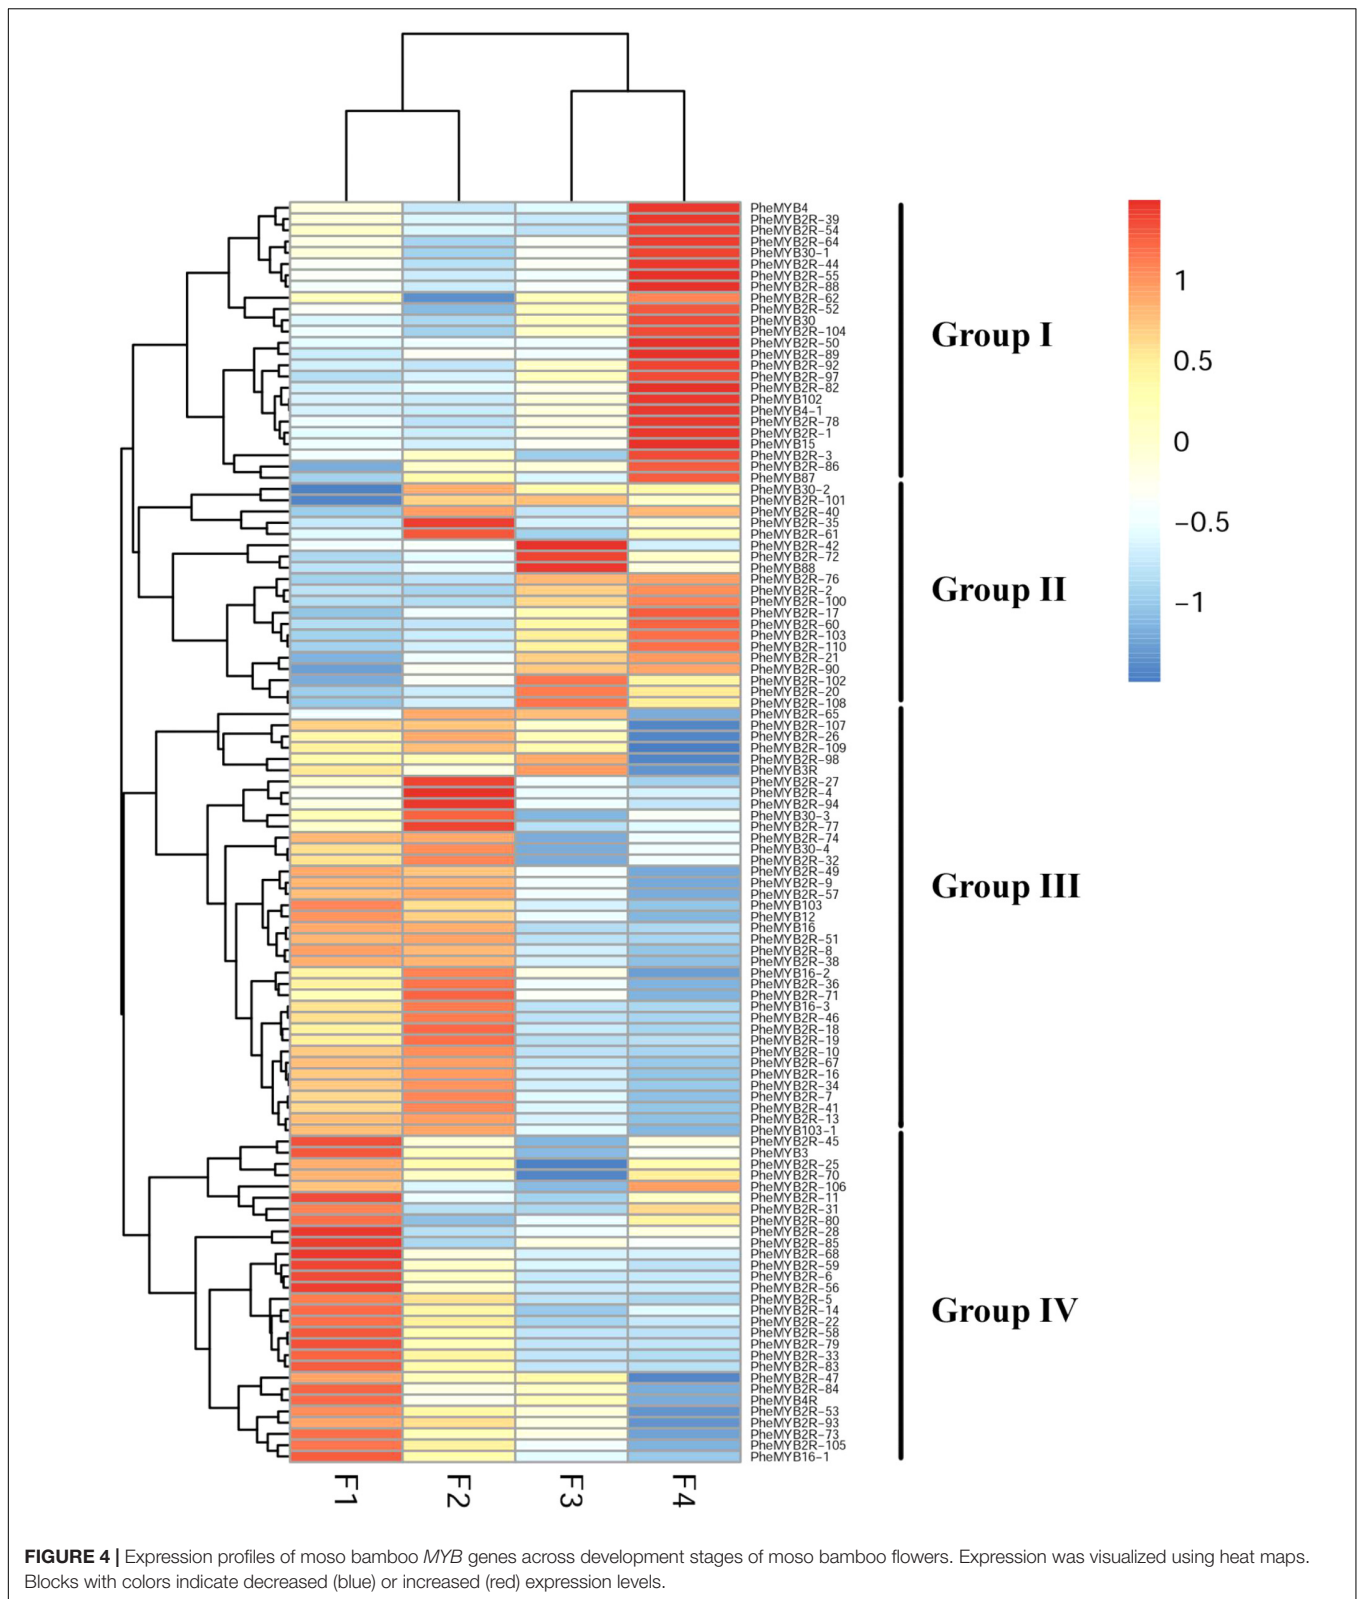 PheMYB4
PheMYB2R−39
PheMYB2R−54
PheMYB2R−64
PheMYB30−1
PheMYB2R−44
PheMYB2R−55
PheMYB2R−88
PheMYB2R−62
PheMYB2R−52
PheMYB30
PheMYB2R−104
PheMYB2R−50
PheMYB2R−89
PheMYB2R−92
PheMYB2R−97
PheMYB2R−82
PheMYB102
PheMYB4−1
PheMYB2R−78
PheMYB2R−1
PheMYB15
PheMYB2R−3
PheMYB2R−86
PheMYB87
PheMYB30−2
PheMYB2R−101
PheMYB2R−40
PheMYB2R−35
PheMYB2R−61
PheMYB2R−42
PheMYB2R−72
PheMYB88
PheMYB2R−76
PheMYB2R−2
PheMYB2R−100
PheMYB2R−17
PheMYB2R−60
PheMYB2R−103
PheMYB2R−110
PheMYB2R−21
PheMYB2R−90
PheMYB2R−102
PheMYB2R−20
PheMYB2R−108
PheMYB2R−65
PheMYB2R−107
PheMYB2R−26
PheMYB2R−109
PheMYB2R−98
PheMYB3R
PheMYB2R−27
PheMYB2R−4
PheMYB2R−94
PheMYB30−3
PheMYB2R−77
PheMYB2R−74
PheMYB30−4
PheMYB2R−32
PheMYB2R−49
PheMYB2R−9
PheMYB2R−57
PheMYB103
PheMYB12
PheMYB16
PheMYB2R−51
PheMYB2R−8
PheMYB2R−38
PheMYB16−2
PheMYB2R−36
PheMYB2R−71
PheMYB16−3
PheMYB2R−46
PheMYB2R−18
PheMYB2R−19
PheMYB2R−10
PheMYB2R−67
PheMYB2R−16
PheMYB2R−34
PheMYB2R−7
PheMYB2R−41
PheMYB2R−13
PheMYB103−1
PheMYB2R−45
PheMYB3
PheMYB2R−25
PheMYB2R−70
PheMYB2R−106
PheMYB2R−11
PheMYB2R−31
PheMYB2R−80
PheMYB2R−28
PheMYB2R−85
PheMYB2R−68
PheMYB2R−59
PheMYB2R−6
PheMYB2R−56
PheMYB2R−5
PheMYB2R−14
PheMYB2R−22
PheMYB2R−58
PheMYB2R−79
PheMYB2R−33
PheMYB2R−83
PheMYB2R−47
PheMYB2R−84
PheMYB4R
PheMYB2R−53
PheMYB2R−93
PheMYB2R−73
PheMYB2R−105
PheMYB16−1
Group I
Group II
Group III
Group IV
1
0.5
0
−0.5
−1
F1
F2
F3
F4
FIGURE 4 | Expression profiles of moso bamboo MYB genes across development stages of moso bamboo flowers. Expression was visualized using heat maps.
Blocks with colors indicate decreased (blue) or increased (red) expression levels.